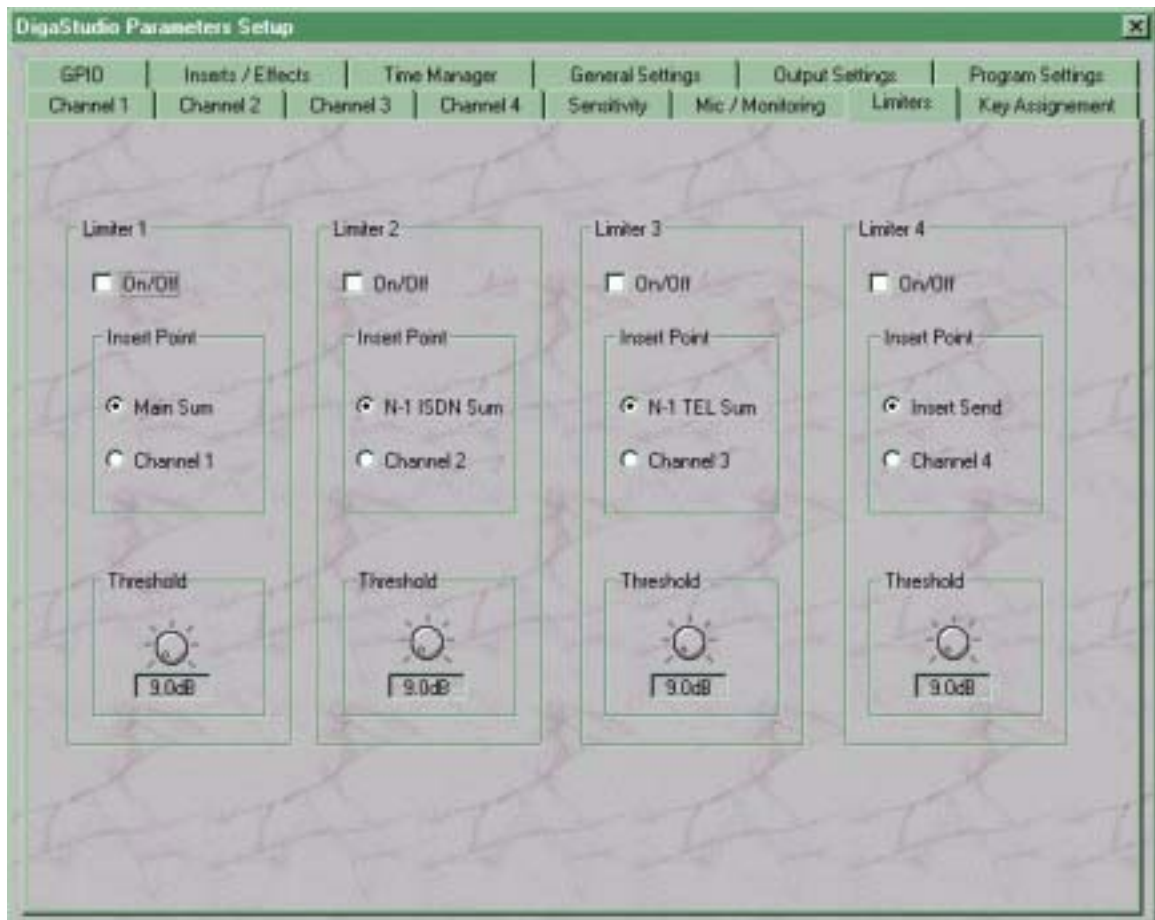 DigaStudio Parameters Setup
GPIO Inserts / Effects Time Manager General Settings Output Settings Program Settings
Channel 1 Channel 2 Channel 3 Channel 4 Sensitivity Mic / Monitoring Limiters Key Assignement
Limiter 1 Limiter 2 Limiter 3 Limiter 4
On/Off On/Off On/Off On/Off
Insert Point Insert Point Insert Point Insert Point
Main Sum N-1 ISDN Sum N-1 TEL Sum Insert Send
Channel 1 Channel 2 Channel 3 Channel 4
Threshold Threshold Threshold Threshold
9.0dB 9.0dB 9.0dB 9.0dB